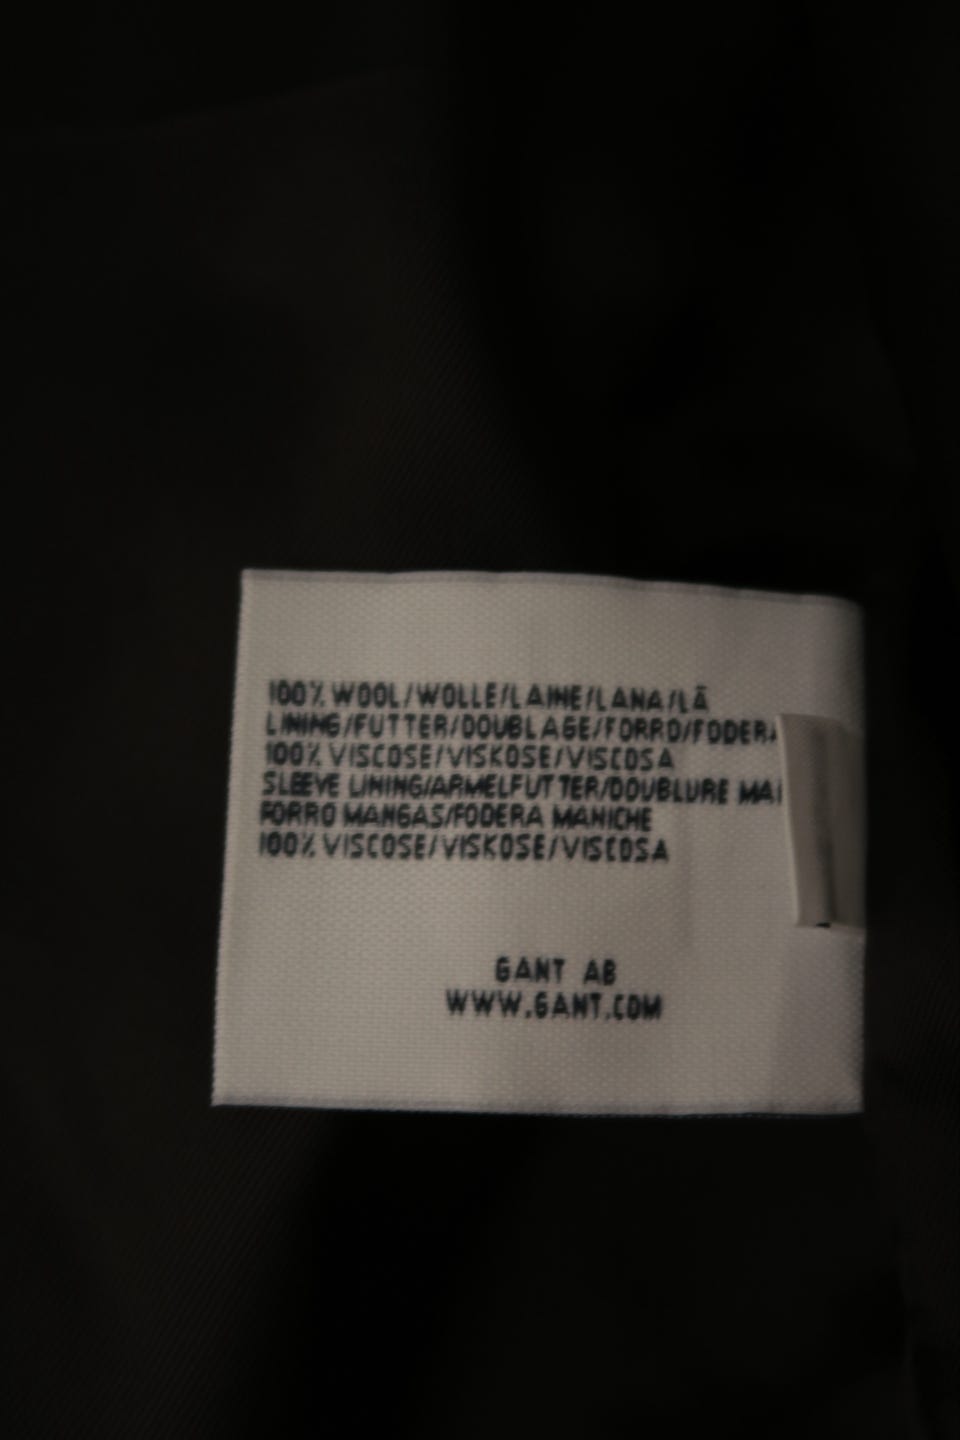 100% WOOL/WOLLE/LAINE/LANA/LÃ
LINING/FUTTER/DOUBLAGE/FORRO/FODERA
100% VISCOSE/VISKOSE/VISCOSA
SLEEVE LINING/ARMELFUTTER/DOUBLURE
FORRO MANGAS/FODERA MANICHE
100% VISCOSE/VISKOSE/VISCOSA
GANT AB
WWW.GANT.COM